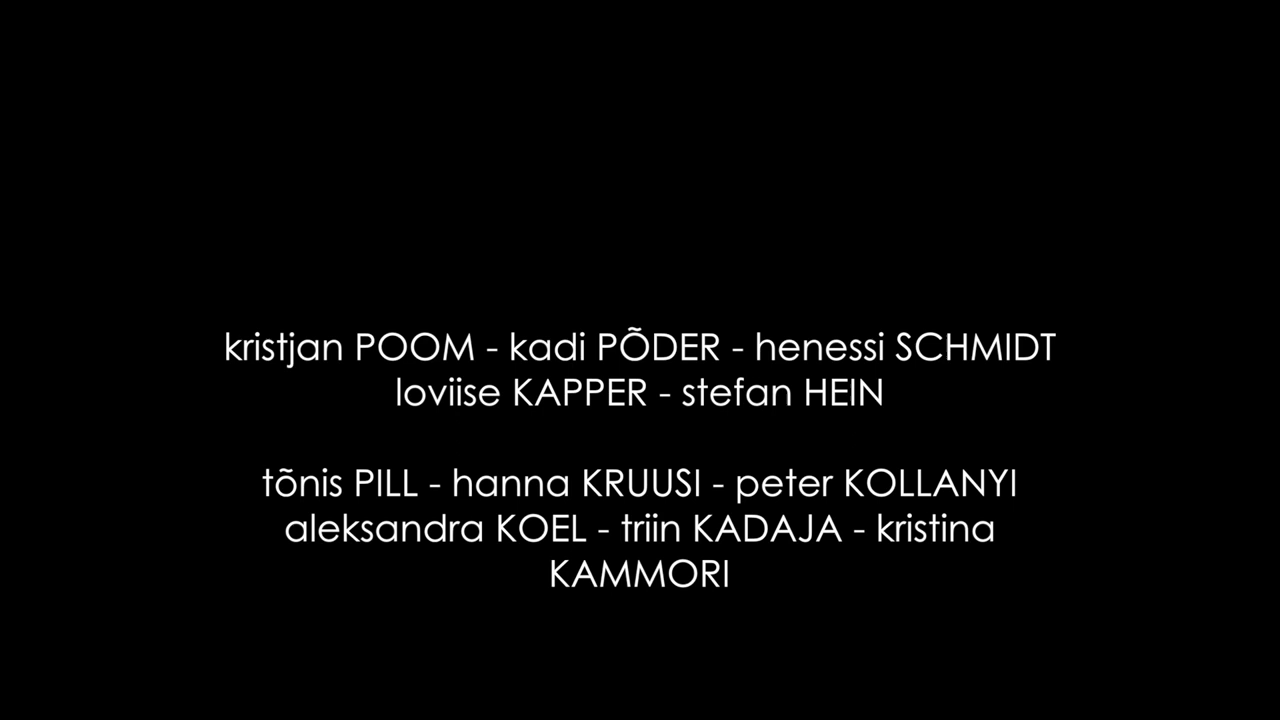 kristjan POOM - kadi PÕDER - henessi SCHMIDT
loviise KAPPER - stefan HEIN
tõnis PILL - hanna KRUUSI - peter KOLLANYI
aleksandra KOEL - triin KADAJA - kristina
KAMMORI